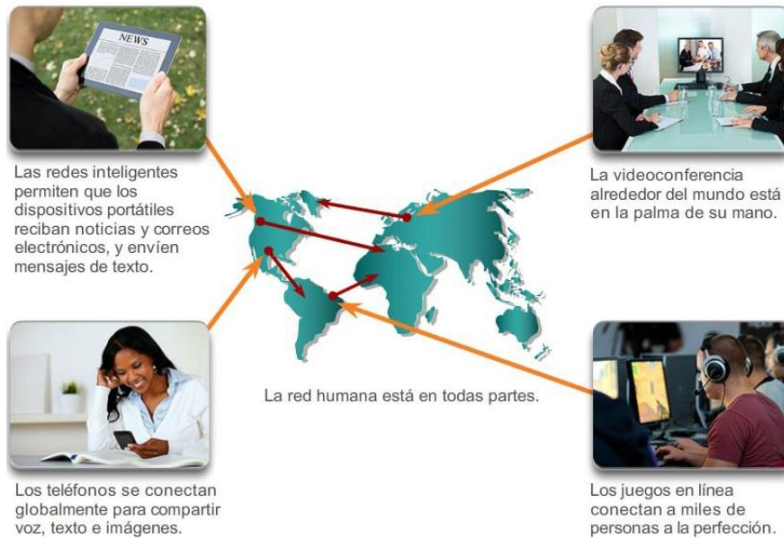 NEWS
Las redes inteligentes
permiten que los
dispositivos portátiles
reciban noticias y correos
electrónicos, y envíen
mensajes de texto.
La videoconferencia
alrededor del mundo está
en la palma de su mano.
La red humana está en todas partes.
Los teléfonos se conectan
globalmente para compartir
voz, texto e imágenes.
Los juegos en línea
conectan a miles de
personas a la perfección.